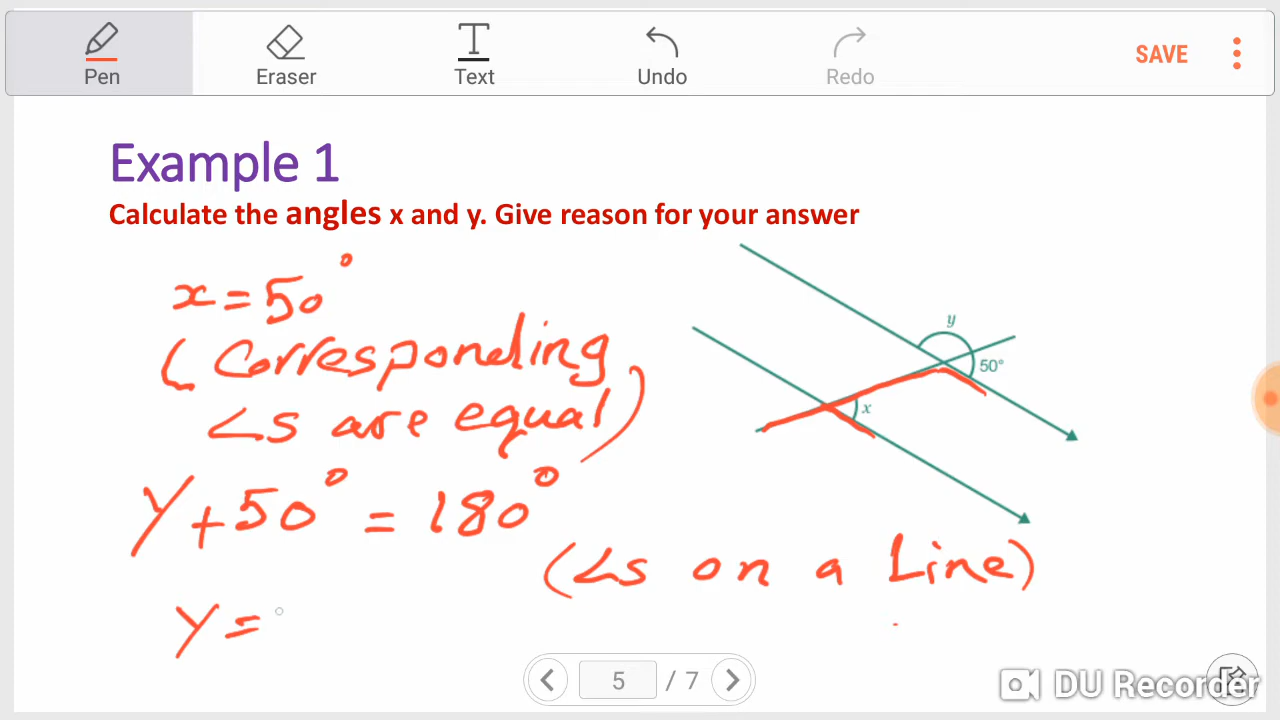 Pen Eraser Text Undo Redo SAVE
Example 1
Calculate the angles x and y. Give reason for your answer
x = 50°
(Corresponding
∠s are equal)
y + 50° = 180°
(∠s on a Line)
y =
y
50°
x
5 / 7
DU Recorder